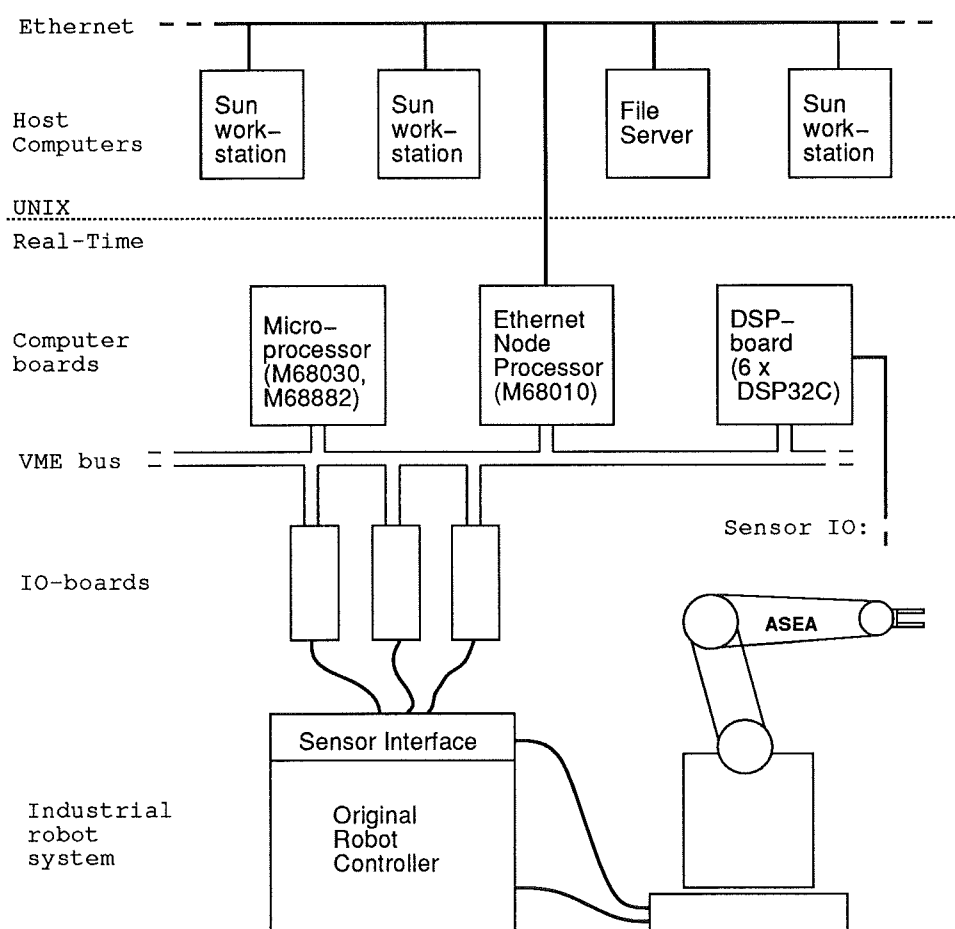 Ethernet
Sun
work–
station
Sun
work–
station
File
Server
Sun
work–
station
Host
Computers
UNIX
Real-Time
Computer
boards
Micro–
processor
(M68030,
M68882)
Ethernet
Node
Processor
(M68010)
DSP–
board
(6 x
DSP32C)
VME bus
Sensor IO:
IO-boards
ASEA
Sensor Interface
Industrial
robot
system
Original
Robot
Controller